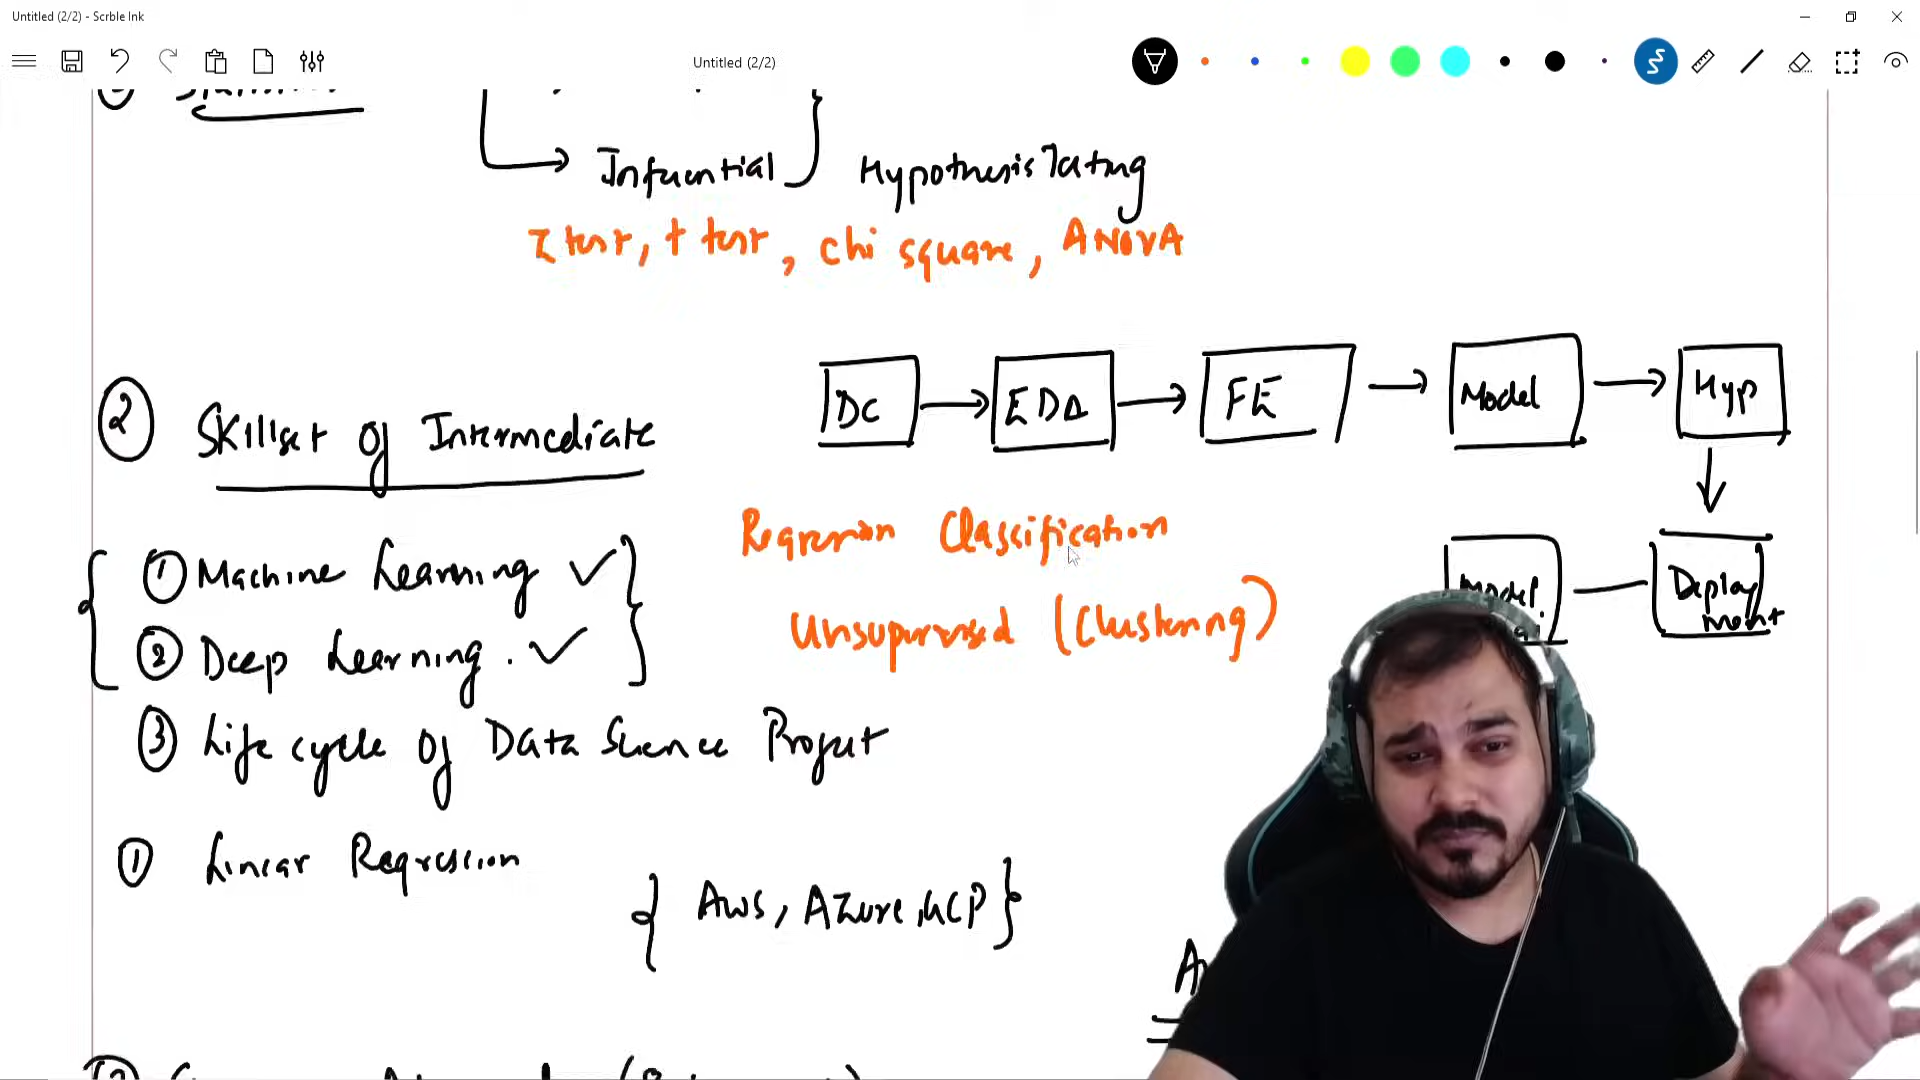 Untitled (2/2) - Scrble Ink
Untitled (2/2)
Hypothesis Testing
Z test, t test, chi square, ANOVA
DC EDA FE Model Hyp
② Skillset of Intermediate
Regression Classification
① Machine Learning ✓
Model. Deployment
Unsupervised (Clustering)
② Deep Learning. ✓
③ Life cycle of Data Science Project
① Linear Regression
{ AWS, AZure, GCP }